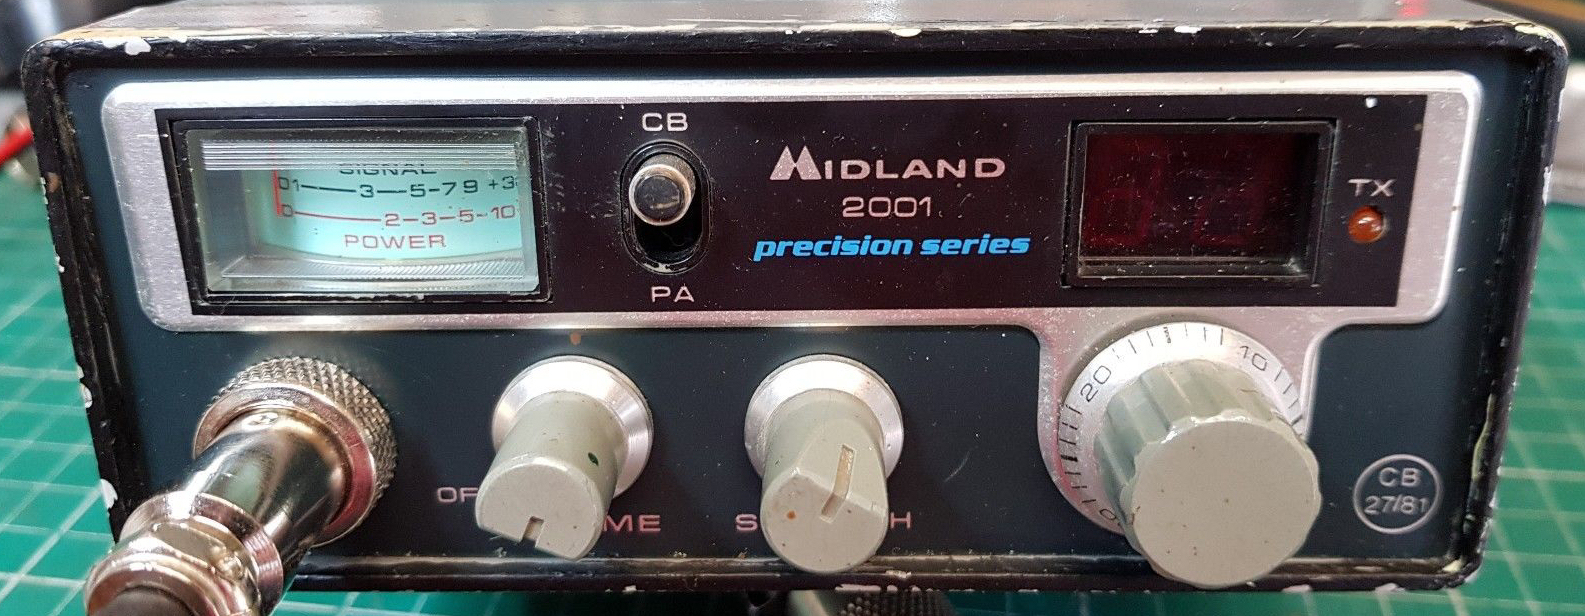 SIGNAL
01 3 5 7 9 +3
0 2 3 5 10
POWER
CB
PA
MIDLAND
2001
precision series
TX
20
10
CB
27/81